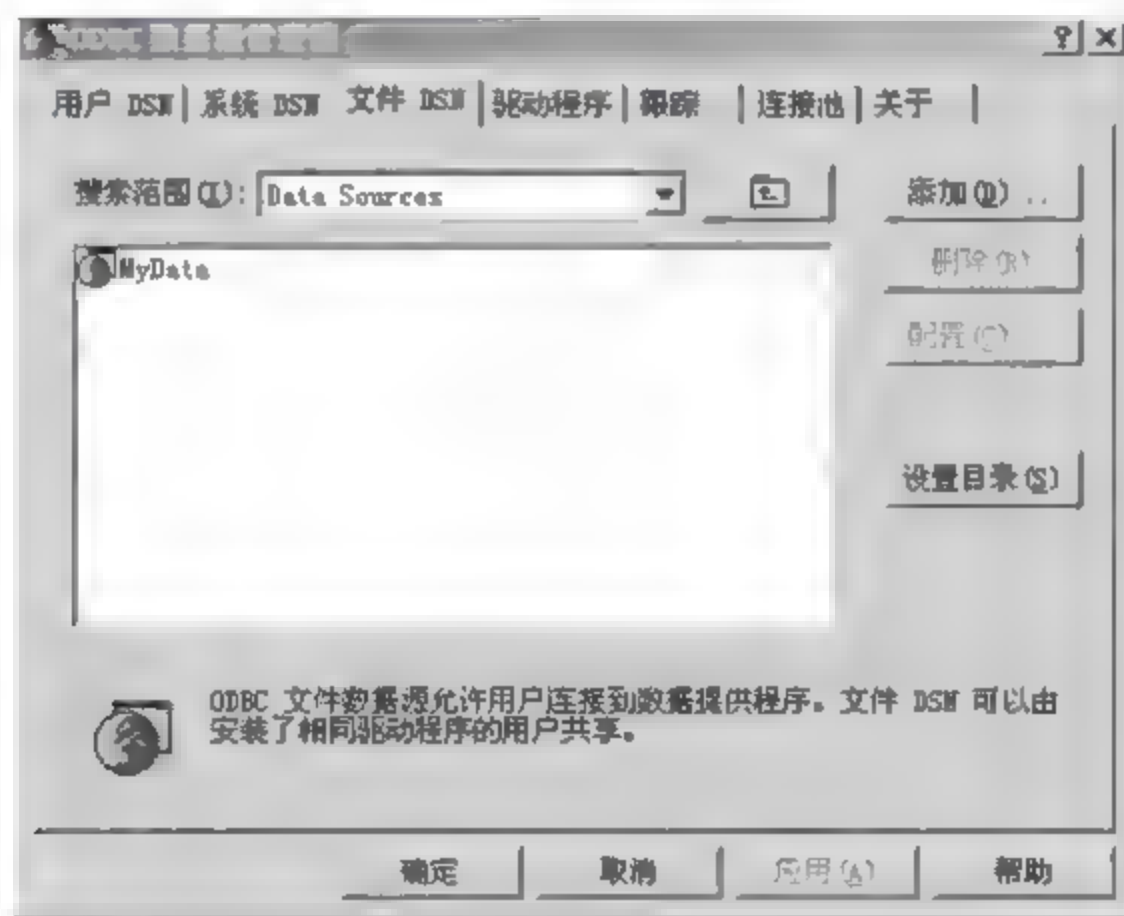 ODBC 数据源管理器
用户 DSN 系统 DSN 文件 DSN 驱动程序 跟踪 连接池 关于
搜索范围(I): Data Sources 添加(D)...
MyData
删除(R)
配置(C)
设置目录(S)
ODBC 文件数据源允许用户连接到数据提供程序。文件 DSN 可以由
安装了相同驱动程序的用户共享。
确定 取消 应用(A) 帮助